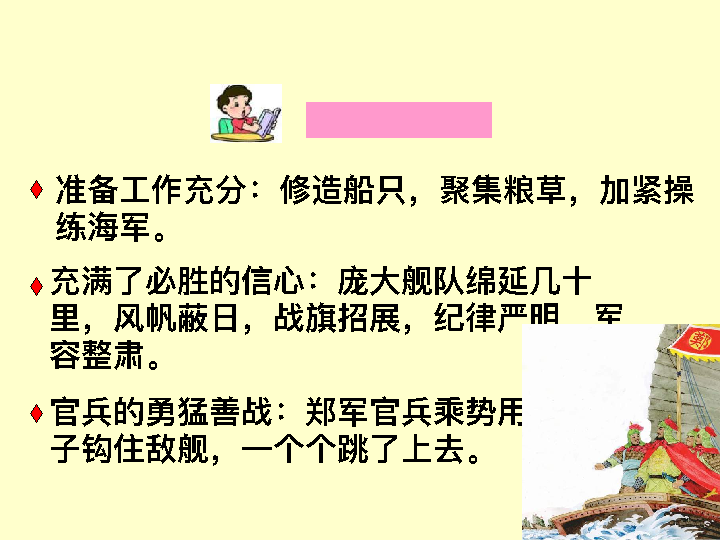 准备工作充分：修造船只，聚集粮草，加紧操
练海军。
充满了必胜的信心：庞大舰队绵延几十
里，风帆蔽日，战旗招展，纪律严明，军
容整肃。
官兵的勇猛善战：郑军官兵乘势用
子钩住敌舰，一个个跳了上去。
郑